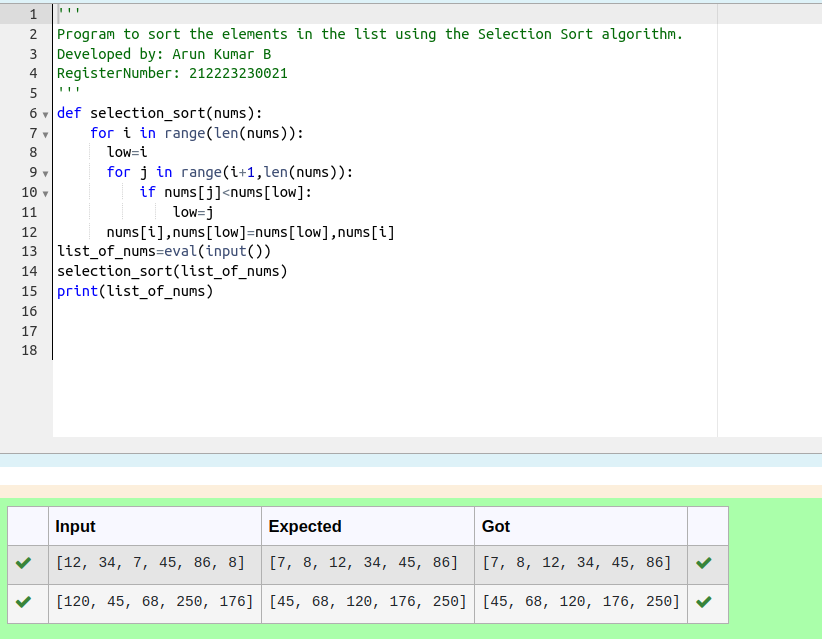 1 '''
2 Program to sort the elements in the list using the Selection Sort algorithm.
3 Developed by: Arun Kumar B
4 RegisterNumber: 212223230021
5 '''
6 def selection_sort(nums):
7     for i in range(len(nums)):
8       low=i
9       for j in range(i+1,len(nums)):
10           if nums[j]<nums[low]:
11               low=j
12       nums[i],nums[low]=nums[low],nums[i]
13 list_of_nums=eval(input())
14 selection_sort(list_of_nums)
15 print(list_of_nums)
16
17
18
Input Expected Got
[12, 34, 7, 45, 86, 8] [7, 8, 12, 34, 45, 86] [7, 8, 12, 34, 45, 86]
[120, 45, 68, 250, 176] [45, 68, 120, 176, 250] [45, 68, 120, 176, 250]